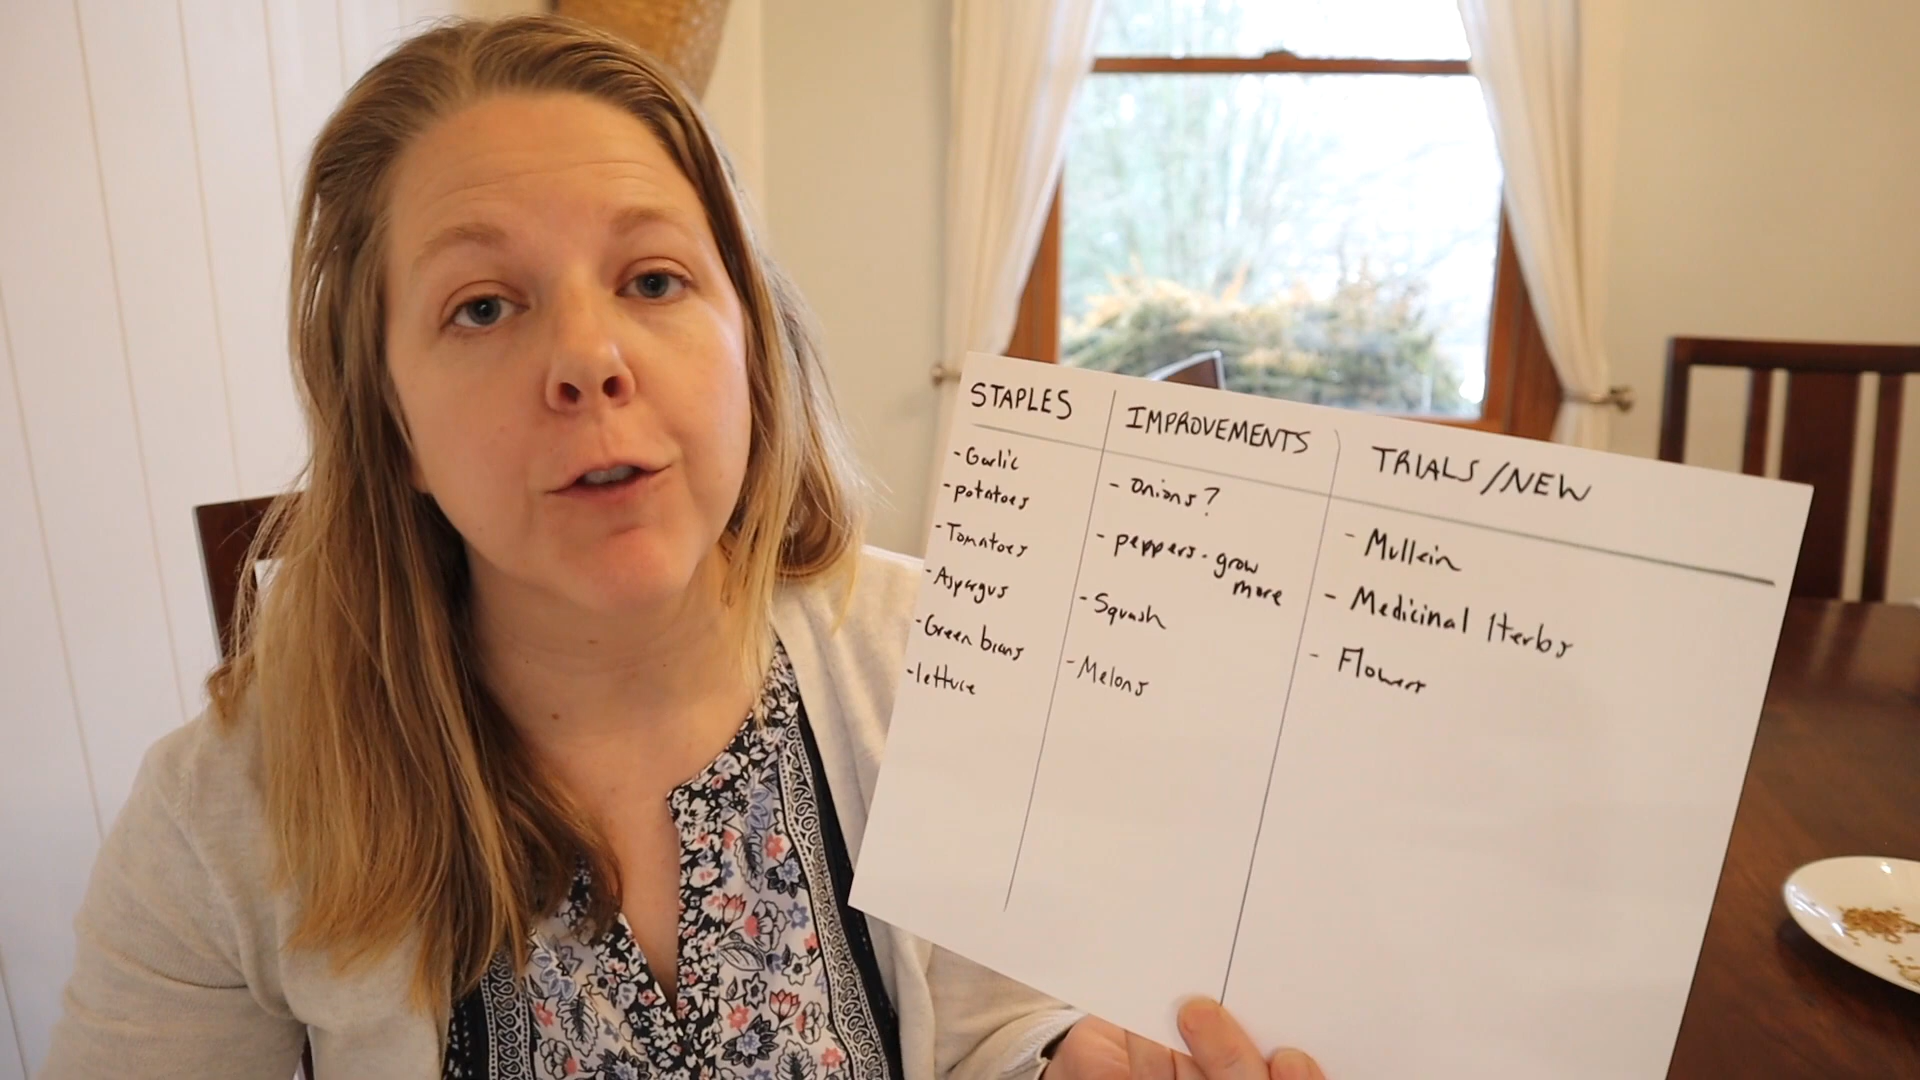 STAPLES
- Garlic
- potatoes
- Tomatoes
- Aspergus
- Green beans
- lettuce
IMPROVEMENTS
- onions?
- peppers - grow
more
- Squash
- Melons
TRIALS/NEW
- Mullein
- Medicinal Herbs
- Flowers